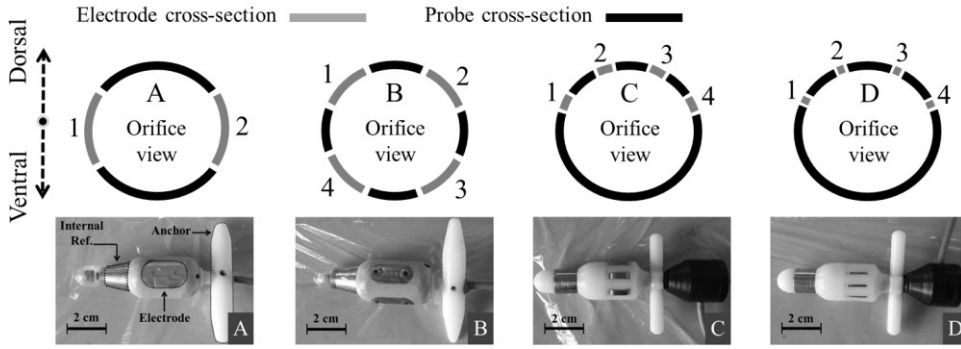 Electrode cross-section
Probe cross-section
Dorsal
Ventral
A
Orifice
view
1
2
B
Orifice
view
1
2
3
4
C
Orifice
view
1
2
3
4
D
Orifice
view
1
2
3
4
Internal
Ref.
Anchor
Electrode
2 cm
A
2 cm
B
2 cm
C
2 cm
D